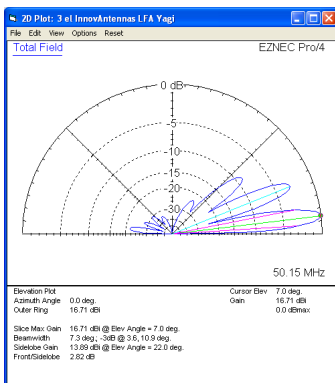 2D Plot: 3 el InnovAntennas LFA Yagi
File Edit View Options Reset
Total Field
EZNEC Pro/4
0 dB
-5
-10
-15
-20
-30
50.15 MHz
Elevation Plot
Azimuth Angle 0.0 deg.
Outer Ring 16.71 dBi
Cursor Elev 7.0 deg.
Gain 16.71 dBi
0.0 dBmax
Slice Max Gain 16.71 dBi @ Elev Angle = 7.0 deg.
Beamwidth 7.3 deg.; -3dB @ 3.6, 10.9 deg.
Sidelobe Gain 13.89 dBi @ Elev Angle = 22.0 deg.
Front/Sidelobe 2.82 dB